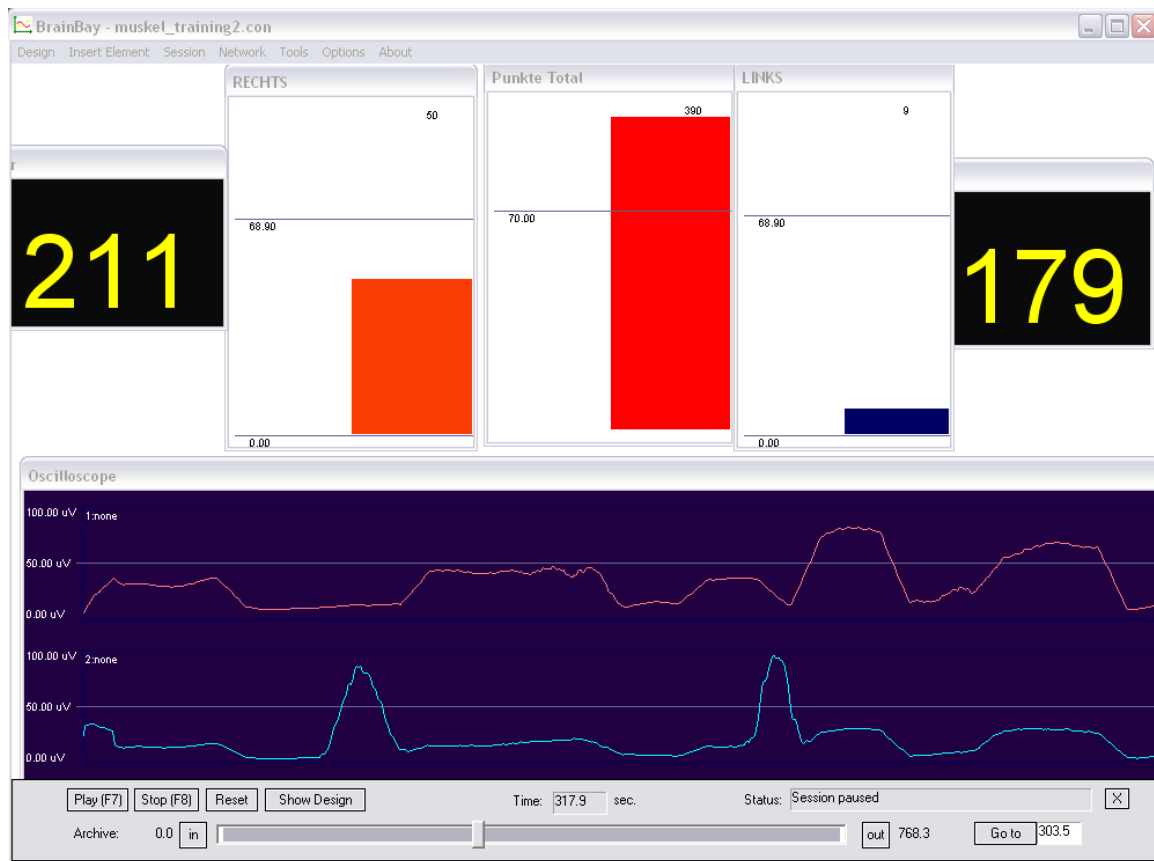 BrainBay - muskel_training2.con
Design Insert Element Session Network Tools Options About
RECHTS
50
68.90
0.00
Punkte Total
390
70.00
LINKS
9
68.90
0.00
r
211
179
Oscilloscope
100.00 uV
1:none
50.00 uV
0.00 uV
100.00 uV
2:none
50.00 uV
0.00 uV
Play (F7) Stop (F8) Reset Show Design Time: 317.9 sec. Status: Session paused X
Archive: 0.0 in out 768.3 Go to 303.5